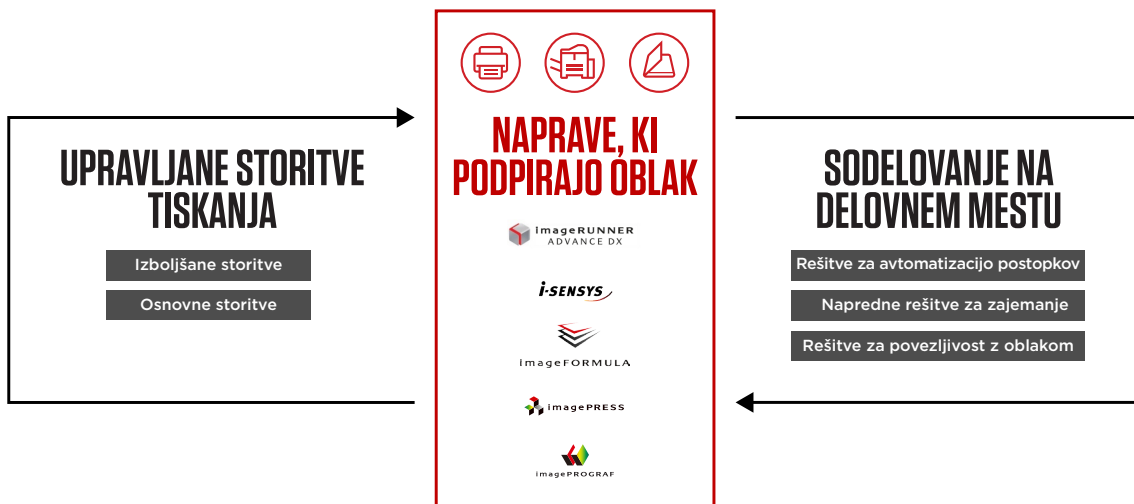 UPRAVLJANE STORITVE
TISKANJA
Izboljšane storitve
Osnovne storitve
NAPRAVE, KI
PODPIRAJO OBLAK
imageRUNNER
ADVANCE DX
i-SENSYS
imageFORMULA
imagePRESS
imagePROGRAF
SODELOVANJE NA
DELOVNEM MESTU
Rešitve za avtomatizacijo postopkov
Napredne rešitve za zajemanje
Rešitve za povezljivost z oblakom